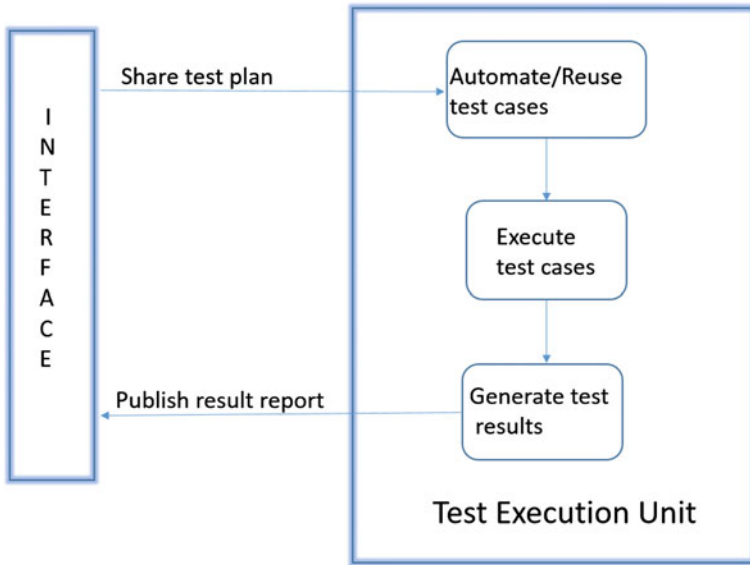 INTERFACE
Share test plan
Automate/Reuse
test cases
Execute
test cases
Generate test
results
Publish result report
Test Execution Unit